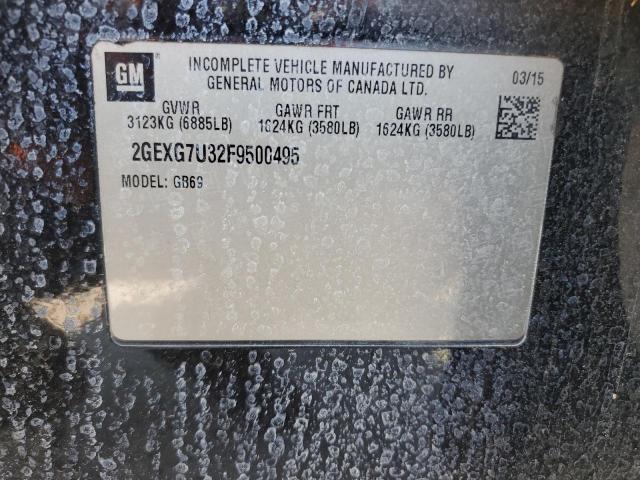 GM
INCOMPLETE VEHICLE MANUFACTURED BY
GENERAL MOTORS OF CANADA LTD.
03/15
GVWR GAWR FRT GAWR RR
3123KG (6885LB) 1624KG (3580LB) 1624KG (3580LB)
2GEXG7U32F9500495
MODEL: GB69